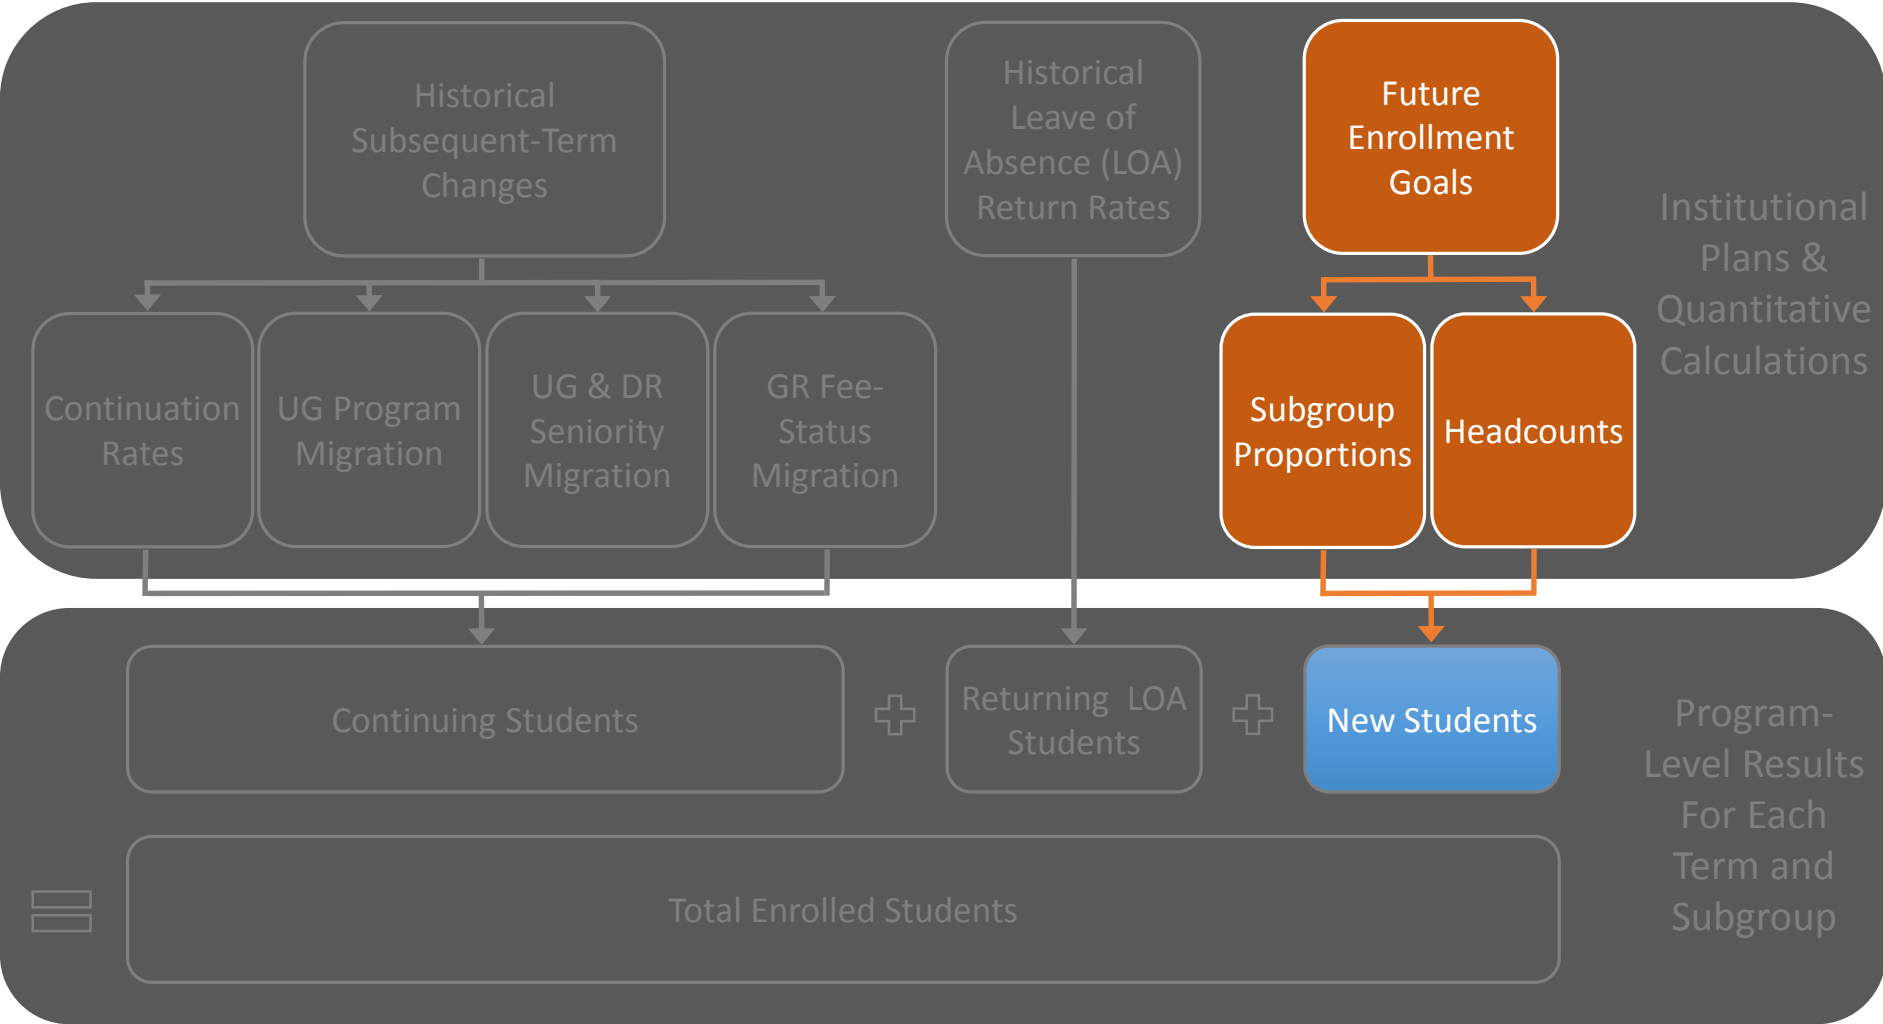 Historical
Subsequent-Term
Changes
Historical
Leave of
Absence (LOA)
Return Rates
Future
Enrollment
Goals
Institutional
Plans &
Quantitative
Calculations
Continuation
Rates
UG Program
Migration
UG & DR
Seniority
Migration
GR Fee-
Status
Migration
Subgroup
Proportions
Headcounts
Continuing Students
Returning LOA
Students
New Students
Program-
Level Results
For Each
Term and
Subgroup
Total Enrolled Students